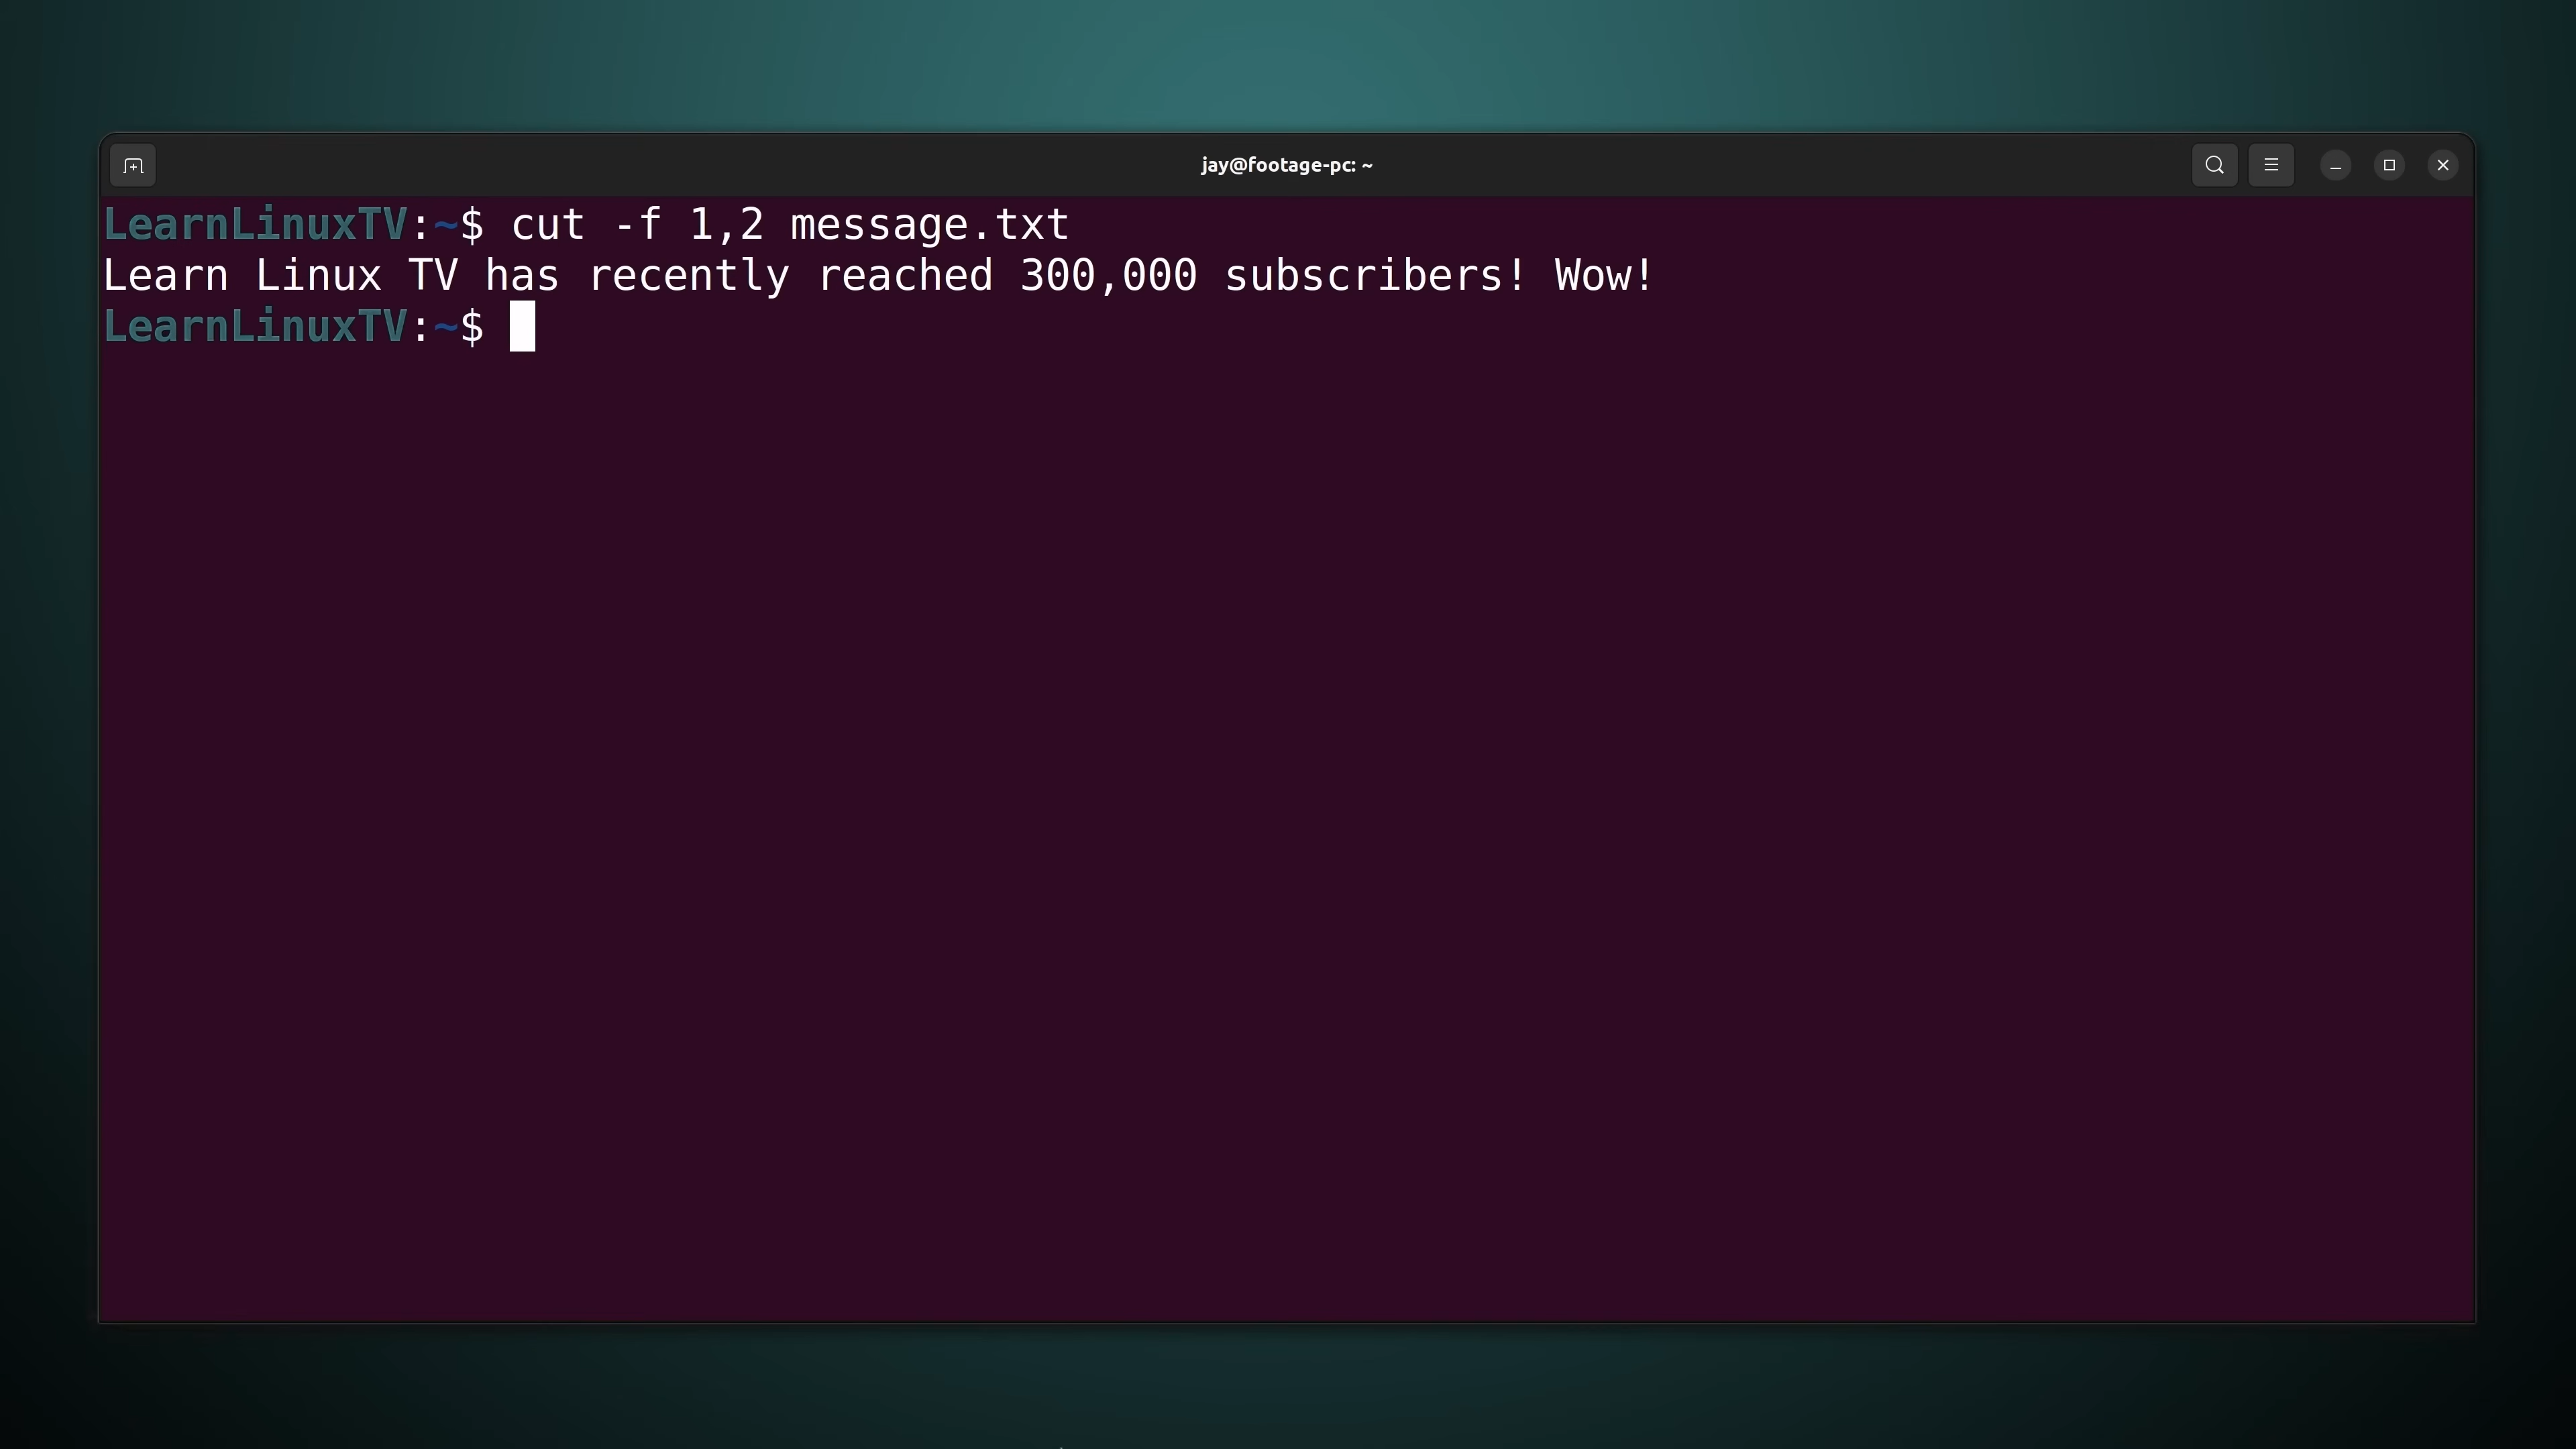 jay@footage-pc: ~
LearnLinuxTV:~$ cut -f 1,2 message.txt
Learn Linux TV has recently reached 300,000 subscribers! Wow!
LearnLinuxTV:~$